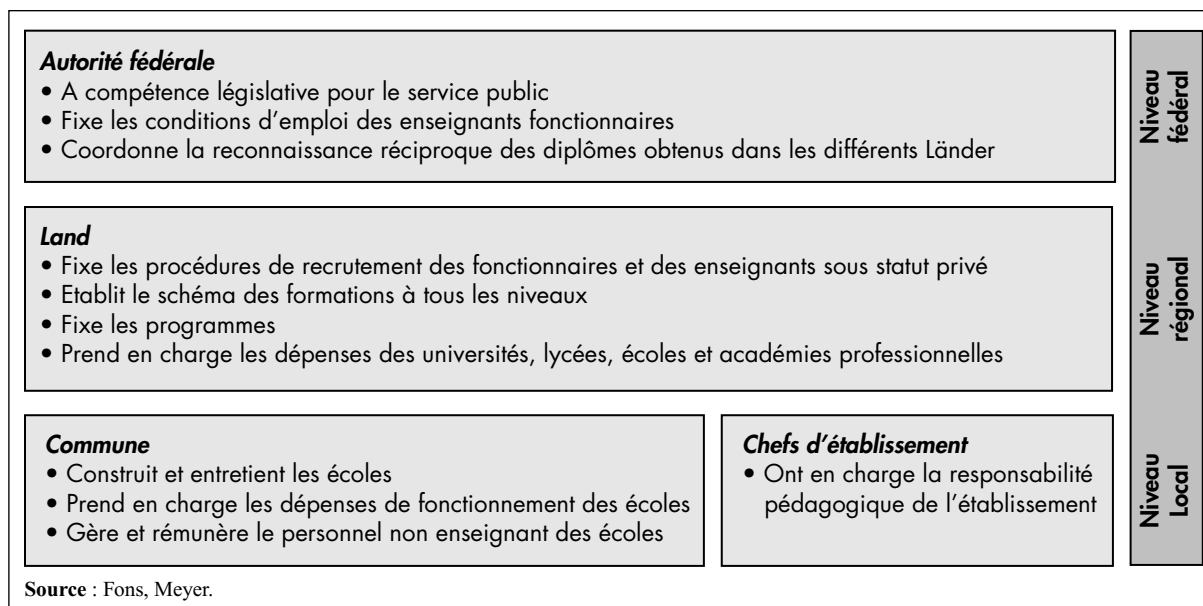 Autorité fédérale
• A compétence législative pour le service public
• Fixe les conditions d'emploi des enseignants fonctionnaires
• Coordonne la reconnaissance réciproque des diplômes obtenus dans les différents Länder
Niveau
fédéral
Land
• Fixe les procédures de recrutement des fonctionnaires et des enseignants sous statut privé
• Etablit le schéma des formations à tous les niveaux
• Fixe les programmes
• Prend en charge les dépenses des universités, lycées, écoles et académies professionnelles
Niveau
régional
Commune
• Construit et entretient les écoles
• Prend en charge les dépenses de fonctionnement des écoles
• Gère et rémunère le personnel non enseignant des écoles
Chefs d'établissement
• Ont en charge la responsabilité
pédagogique de l'établissement
Niveau
Local
Source : Fons, Meyer.